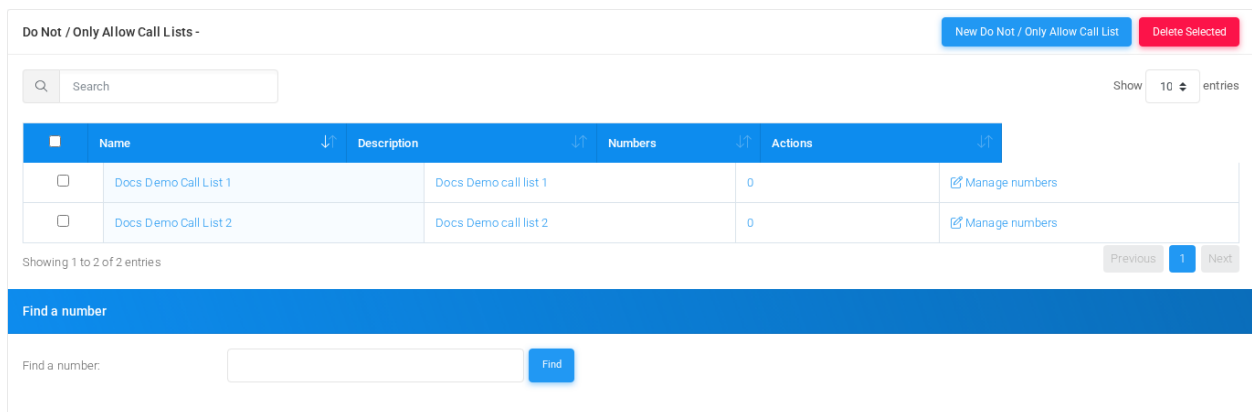 Do Not / Only Allow Call Lists -
New Do Not / Only Allow Call List
Delete Selected
Search
Show 10 entries
Name Description Numbers Actions
Docs Demo Call List 1 Docs Demo call list 1 0 Manage numbers
Docs Demo Call List 2 Docs Demo call list 2 0 Manage numbers
Showing 1 to 2 of 2 entries
Previous 1 Next
Find a number
Find a number: Find